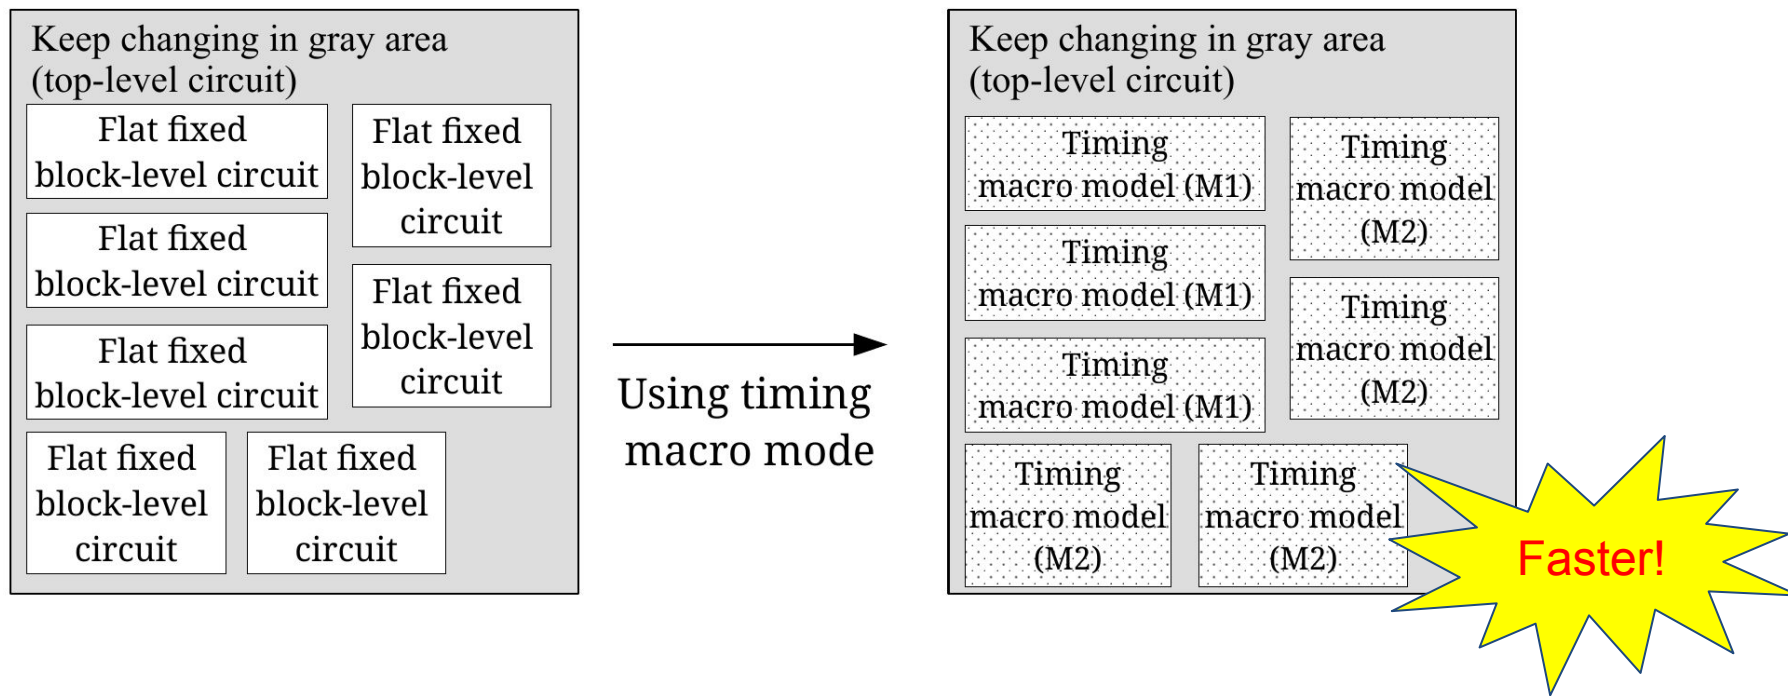 Keep changing in gray area
(top-level circuit)
Flat fixed
block-level circuit
Flat fixed
block-level
circuit
Flat fixed
block-level circuit
Flat fixed
block-level
circuit
Flat fixed
block-level circuit
Flat fixed
block-level
circuit
Flat fixed
block-level
circuit
Using timing
macro mode
Keep changing in gray area
(top-level circuit)
Timing
macro model (M1)
Timing
macro model
(M2)
Timing
macro model (M1)
Timing
macro model
(M2)
Timing
macro model (M1)
Timing
macro model
(M2)
Timing
macro model
(M2)
Faster!